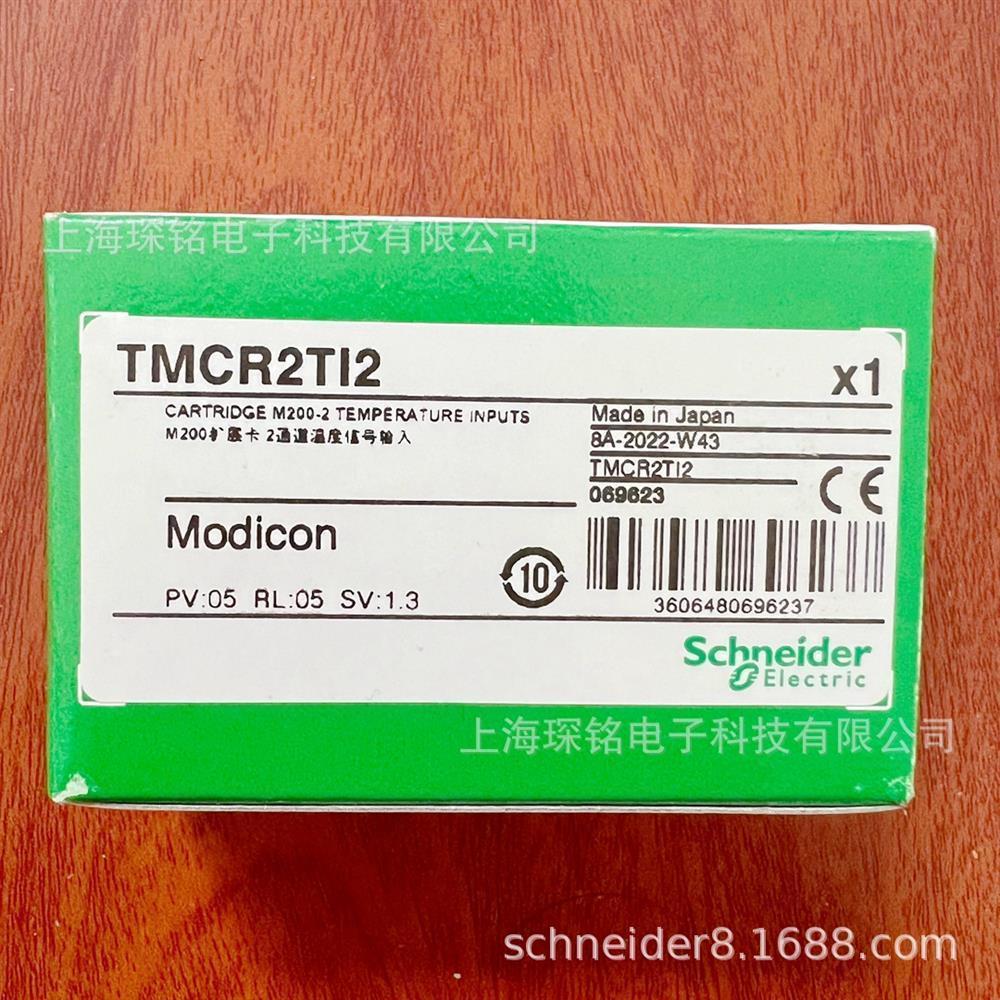 上海琛铭电子科技有限公司
TMCR2TI2
x1
CARTRIDGE M200-2 TEMPERATURE INPUTS
M200扩展卡 2通道温度信号输入
Made in Japan
8A-2022-W43
TMCR2TI2
069623
CE
Modicon
10
PV:05 RL:05 SV:1.3
3606480696237
Schneider
Electric
上海琛铭电子科技有限公司
schneider8.1688.com